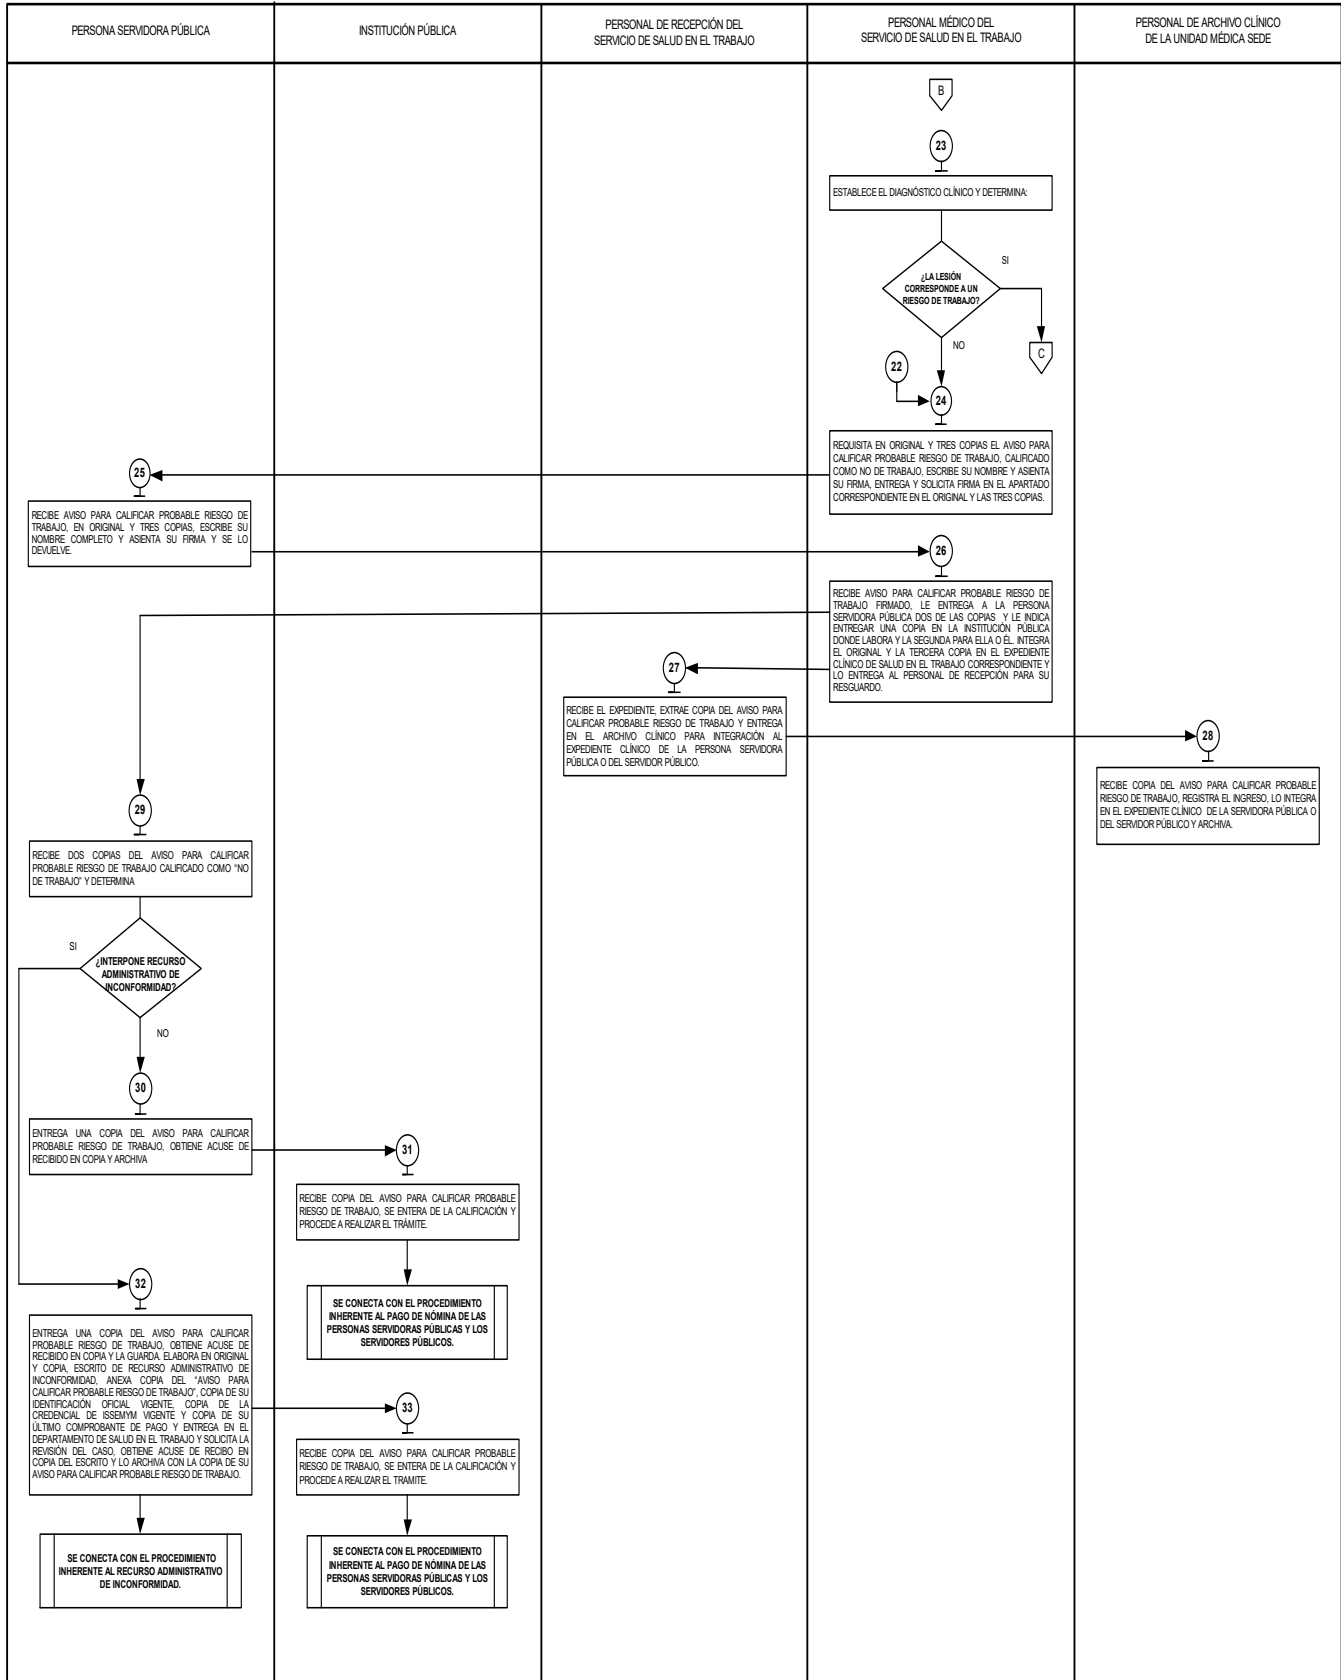 PERSONA SERVIDORA PÚBLICA
INSTITUCIÓN PÚBLICA
PERSONAL DE RECEPCIÓN DEL
SERVICIO DE SALUD EN EL TRABAJO
PERSONAL MÉDICO DEL
SERVICIO DE SALUD EN EL TRABAJO
PERSONAL DE ARCHIVO CLÍNICO
DE LA UNIDAD MÉDICA SEDE
B
23
ESTABLECE EL DIAGNÓSTICO CLÍNICO Y DETERMINA:
¿LA LESIÓN
CORRESPONDE A UN
RIESGO DE TRABAJO?
SI
NO
C
22
24
REQUISITA EN ORIGINAL Y TRES COPIAS EL AVISO PARA
CALIFICAR PROBABLE RIESGO DE TRABAJO, CALIFICADO
COMO NO DE TRABAJO, ESCRIBE SU NOMBRE Y ASIENTA
SU FIRMA, ENTREGA Y SOLICITA FIRMA EN EL APARTADO
CORRESPONDIENTE EN EL ORIGINAL Y LAS TRES COPIAS.
25
RECIBE AVISO PARA CALIFICAR PROBABLE RIESGO DE
TRABAJO, EN ORIGINAL Y TRES COPIAS, ESCRIBE SU
NOMBRE COMPLETO Y ASIENTA SU FIRMA Y SE LO
DEVUELVE.
26
RECIBE AVISO PARA CALIFICAR PROBABLE RIESGO DE
TRABAJO FIRMADO, LE ENTREGA A LA PERSONA
SERVIDORA PÚBLICA DOS DE LAS COPIAS Y LE INDICA
ENTREGAR UNA COPIA EN LA INSTITUCIÓN PÚBLICA
DONDE LABORA Y LA SEGUNDA PARA ELLA O ÉL. INTEGRA
EL ORIGINAL Y LA TERCERA COPIA EN EL EXPEDIENTE
CLÍNICO DE SALUD EN EL TRABAJO CORRESPONDIENTE Y
LO ENTREGA AL PERSONAL DE RECEPCIÓN PARA SU
RESGUARDO.
27
RECIBE EL EXPEDIENTE, EXTRAE COPIA DEL AVISO PARA
CALIFICAR PROBABLE RIESGO DE TRABAJO Y ENTREGA
EN EL ARCHIVO CLÍNICO PARA INTEGRACIÓN AL
EXPEDIENTE CLÍNICO DE LA PERSONA SERVIDORA
PÚBLICA O DEL SERVIDOR PÚBLICO.
28
RECIBE COPIA DEL AVISO PARA CALIFICAR PROBABLE
RIESGO DE TRABAJO, REGISTRA EL INGRESO, LO INTEGRA
EN EL EXPEDIENTE CLÍNICO DE LA SERVIDORA PÚBLICA O
DEL SERVIDOR PÚBLICO Y ARCHIVA.
29
RECIBE DOS COPIAS DEL AVISO PARA CALIFICAR
PROBABLE RIESGO DE TRABAJO CALIFICADO COMO "NO
DE TRABAJO" Y DETERMINA
SI
¿INTERPONE RECURSO
ADMINISTRATIVO DE
INCONFORMIDAD?
NO
30
ENTREGA UNA COPIA DEL AVISO PARA CALIFICAR
PROBABLE RIESGO DE TRABAJO, OBTIENE ACUSE DE
RECIBIDO EN COPIA Y ARCHIVA
31
RECIBE COPIA DEL AVISO PARA CALIFICAR PROBABLE
RIESGO DE TRABAJO, SE ENTERA DE LA CALIFICACIÓN Y
PROCEDE A REALIZAR EL TRÁMITE.
SE CONECTA CON EL PROCEDIMIENTO
INHERENTE AL PAGO DE NÓMINA DE LAS
PERSONAS SERVIDORAS PÚBLICAS Y LOS
SERVIDORES PÚBLICOS.
32
ENTREGA UNA COPIA DEL AVISO PARA CALIFICAR
PROBABLE RIESGO DE TRABAJO, OBTIENE ACUSE DE
RECIBIDO EN COPIA Y LA GUARDA. ELABORA EN ORIGINAL
Y COPIA, ESCRITO DE RECURSO ADMINISTRATIVO DE
INCONFORMIDAD, ANEXA COPIA DEL "AVISO PARA
CALIFICAR PROBABLE RIESGO DE TRABAJO", COPIA DE SU
IDENTIFICACIÓN OFICIAL VIGENTE, COPIA DE LA
CREDENCIAL DE ISSEMYM VIGENTE Y COPIA DE SU
ÚLTIMO COMPROBANTE DE PAGO Y ENTREGA EN EL
DEPARTAMENTO DE SALUD EN EL TRABAJO Y SOLICITA LA
REVISIÓN DEL CASO, OBTIENE ACUSE DE RECIBO EN
COPIA DEL ESCRITO Y LO ARCHIVA CON LA COPIA DE SU
AVISO PARA CALIFICAR PROBABLE RIESGO DE TRABAJO.
33
RECIBE COPIA DEL AVISO PARA CALIFICAR PROBABLE
RIESGO DE TRABAJO, SE ENTERA DE LA CALIFICACIÓN Y
PROCEDE A REALIZAR EL TRAMITE.
SE CONECTA CON EL PROCEDIMIENTO
INHERENTE AL RECURSO ADMINISTRATIVO
DE INCONFORMIDAD.
SE CONECTA CON EL PROCEDIMIENTO
INHERENTE AL PAGO DE NÓMINA DE LAS
PERSONAS SERVIDORAS PÚBLICAS Y LOS
SERVIDORES PÚBLICOS.